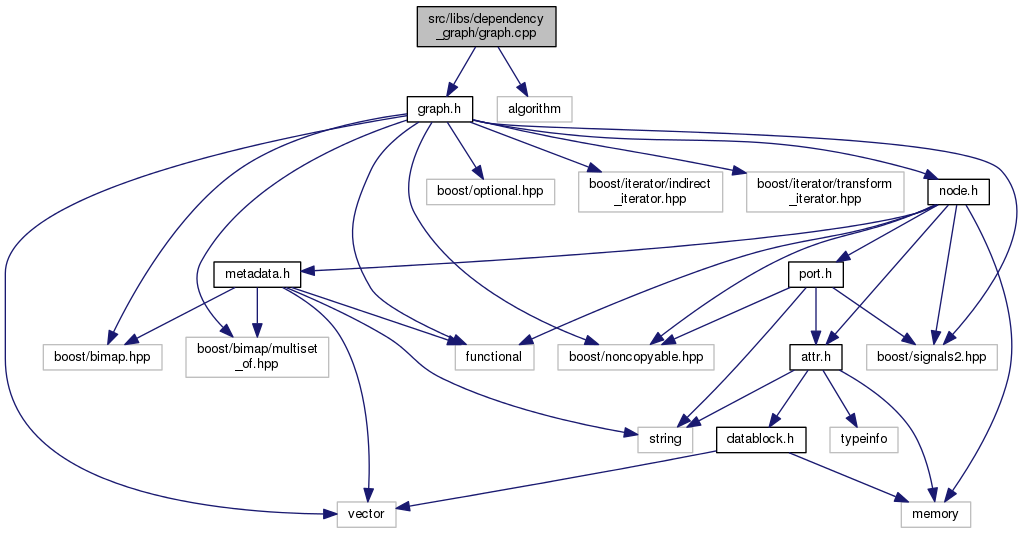 src/libs/dependency
_graph/graph.cpp
graph.h
algorithm
boost/optional.hpp
boost/iterator/indirect
_iterator.hpp
boost/iterator/transform
_iterator.hpp
node.h
metadata.h
port.h
boost/bimap.hpp
boost/bimap/multiset
_of.hpp
functional
boost/noncopyable.hpp
attr.h
boost/signals2.hpp
string
datablock.h
typeinfo
vector
memory